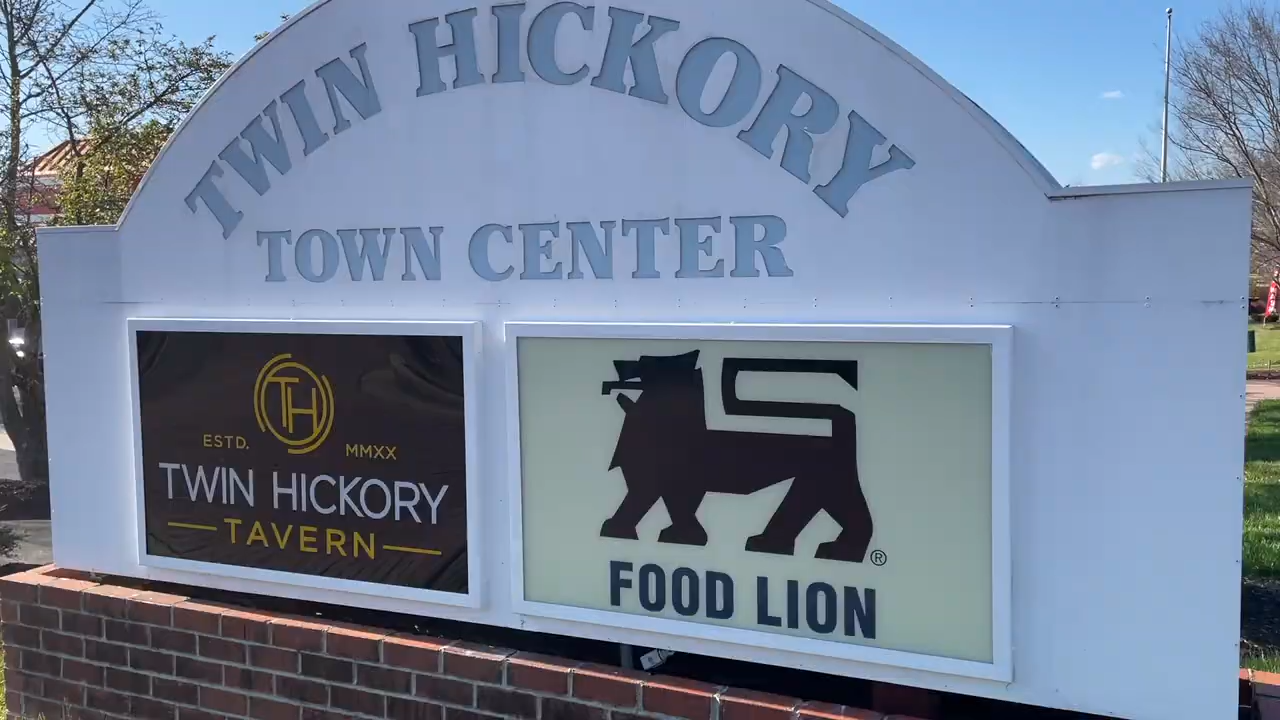 TWIN HICKORY
TOWN CENTER
TH
ESTD. MMXX
TWIN HICKORY
TAVERN
®
FOOD LION